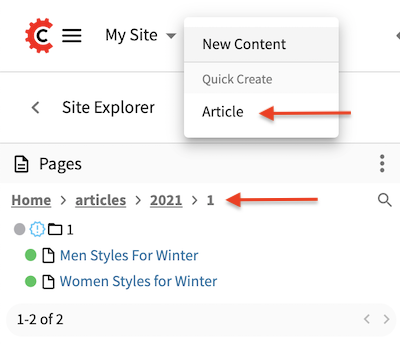 C
My Site
New Content
Quick Create
Article
Site Explorer
Pages
Home > articles > 2021 > 1
1
Men Styles For Winter
Women Styles for Winter
1-2 of 2